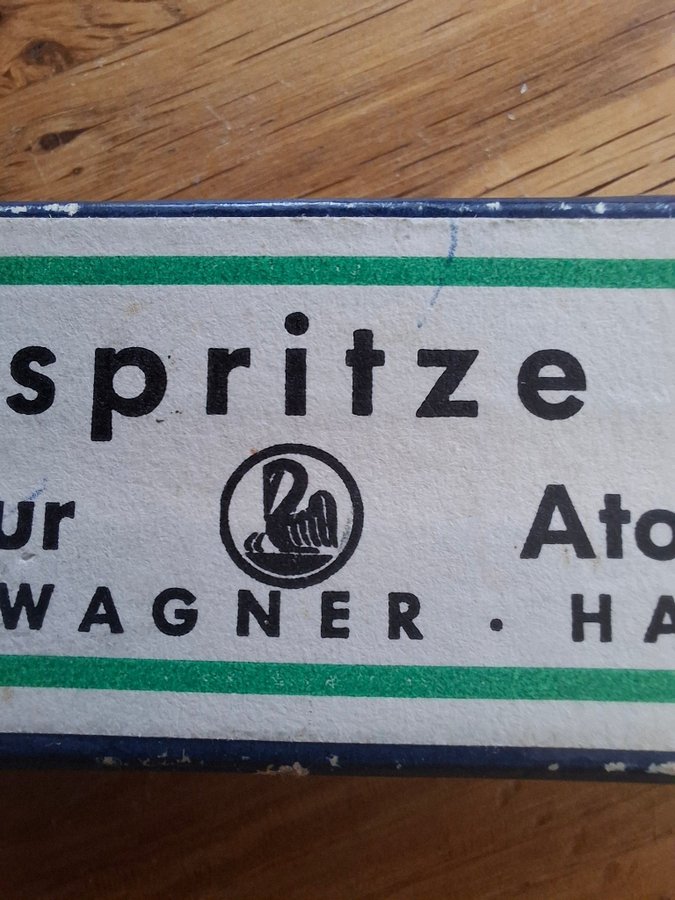 spritze
ur Ato
WAGNER · HA